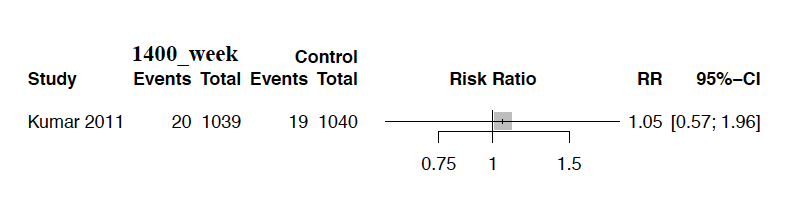 1400_week Control
Study Events Total Events Total Risk Ratio RR 95%−CI
Kumar 2011 20 1039 19 1040 1.05 [0.57; 1.96]
0.75 1 1.5